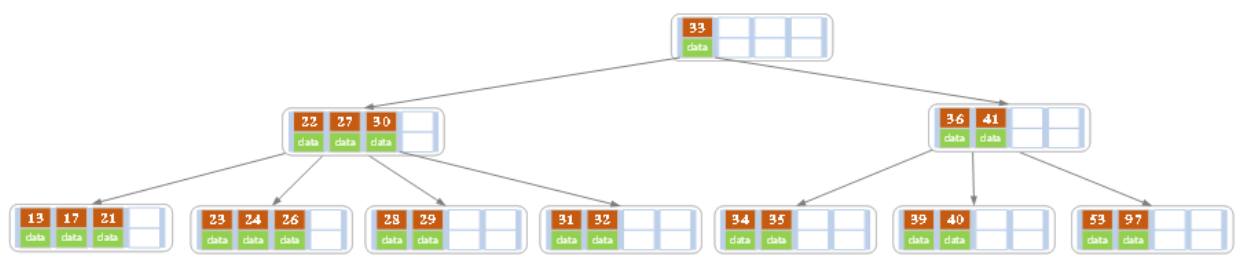 33
data
22 27 30
data data data
36 41
data data
13 17 21
data data data
23 24 26
data data data
28 29
data data
31 32
data data
34 35
data data
39 40
data data
53 97
data data